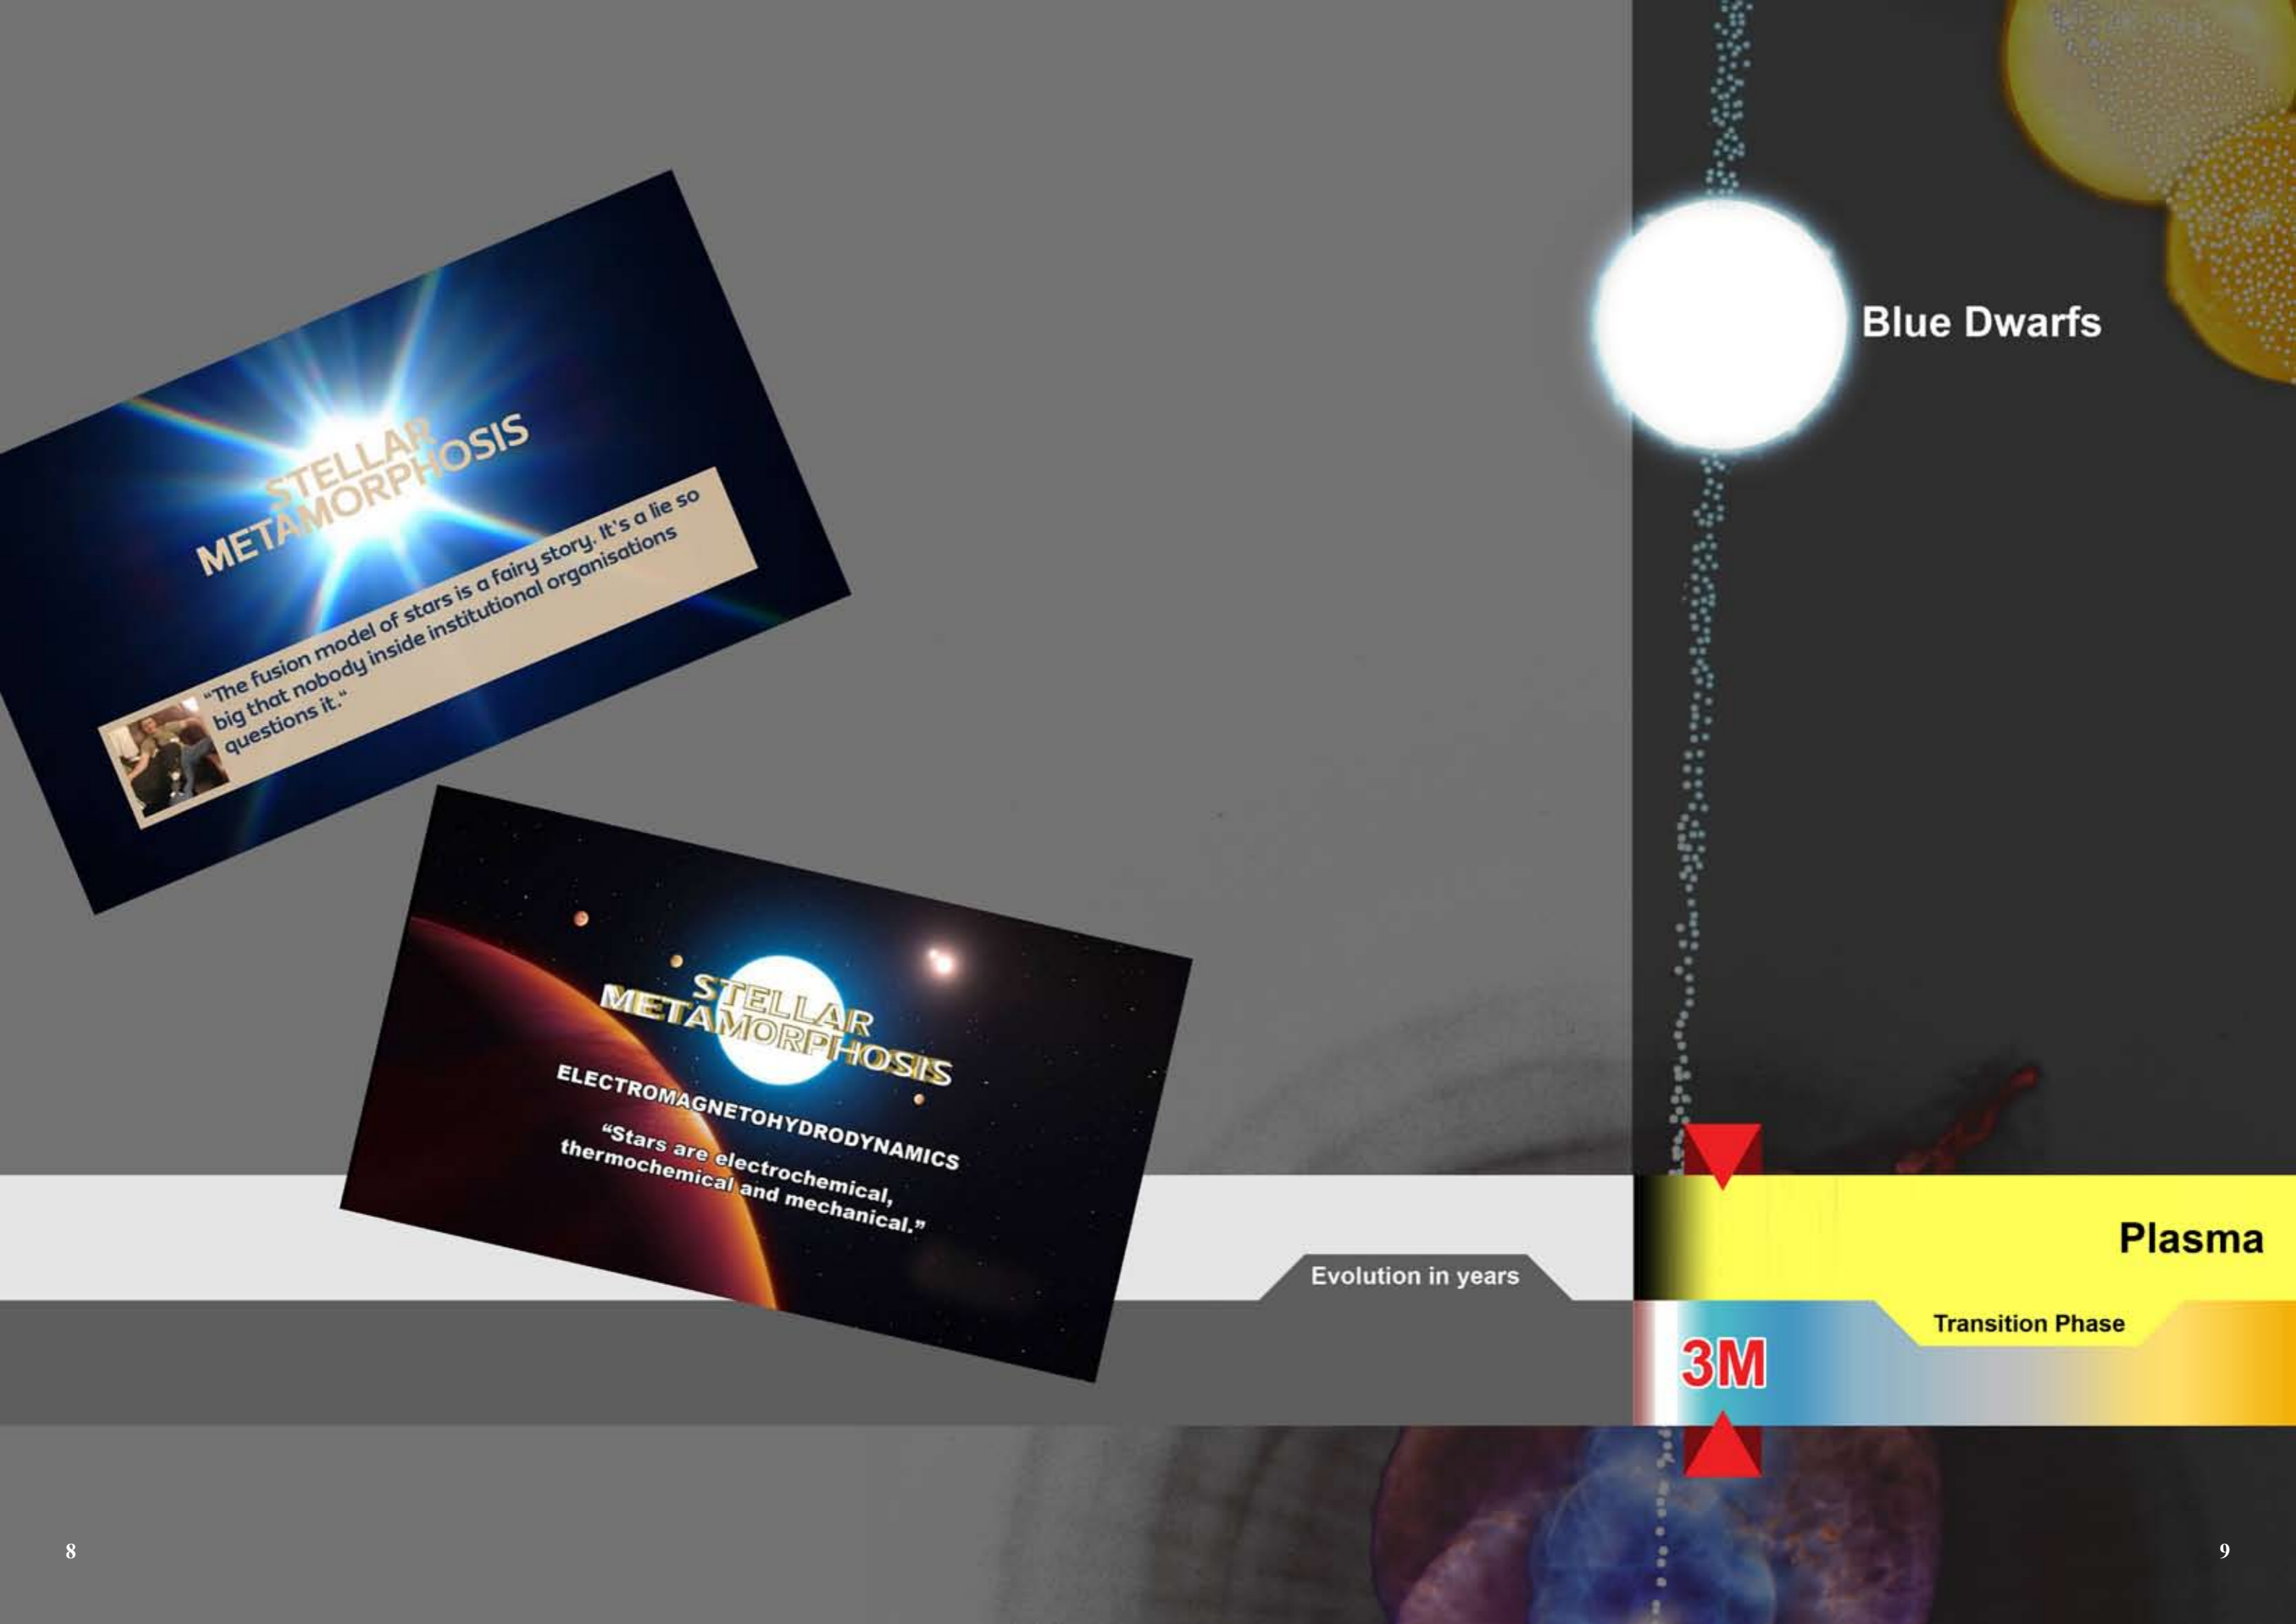 STELLAR
METAMORPHOSIS
“The fusion model of stars is a fairy story. It's a lie so
big that nobody inside institutional organisations
questions it.“
STELLAR
METAMORPHOSIS
ELECTROMAGNETOHYDRODYNAMICS
“Stars are electrochemical,
thermochemical and mechanical.”
Evolution in years
Blue Dwarfs
Plasma
Transition Phase
3M
8
9